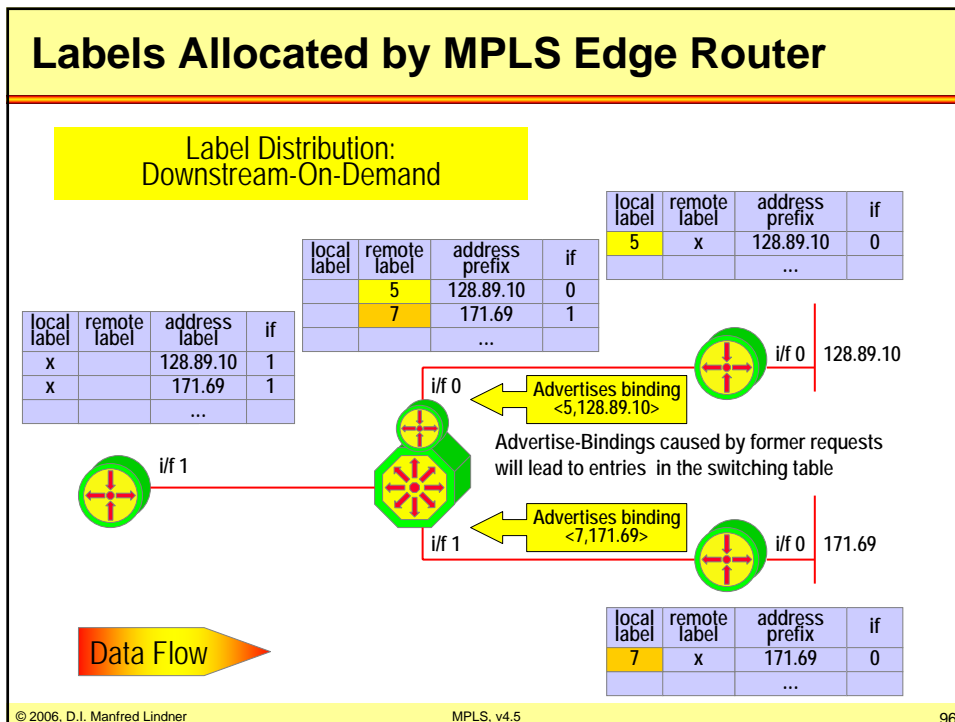 Labels Allocated by MPLS Edge Router
Label Distribution:
Downstream-On-Demand
local label remote label address prefix if
5 x 128.89.10 0
...
local label remote label address prefix if
5 128.89.10 0
7 171.69 1
...
local label remote label address label if
x 128.89.10 1
x 171.69 1
...
i/f 0 128.89.10
i/f 0
Advertises binding
<5,128.89.10>
Advertise-Bindings caused by former requests
will lead to entries in the switching table
i/f 1
Advertises binding
<7,171.69>
i/f 1
i/f 0 171.69
local label remote label address prefix if
7 x 171.69 0
...
Data Flow
© 2006, D.I. Manfred Lindner
MPLS, v4.5
96